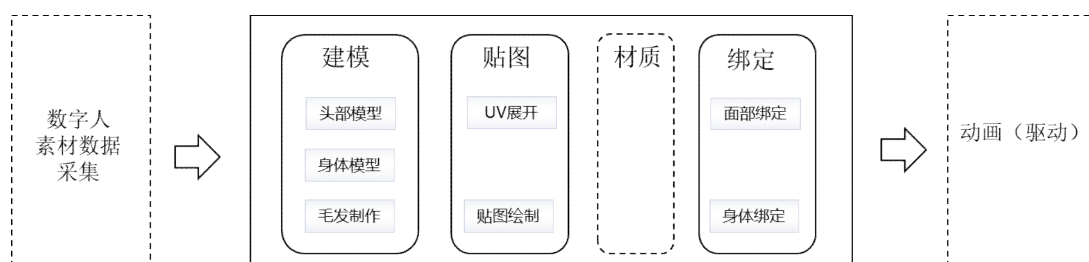 数字人
素材数据
采集
建模
头部模型
身体模型
毛发制作
贴图
UV展开
贴图绘制
材质
绑定
面部绑定
身体绑定
动画（驱动）